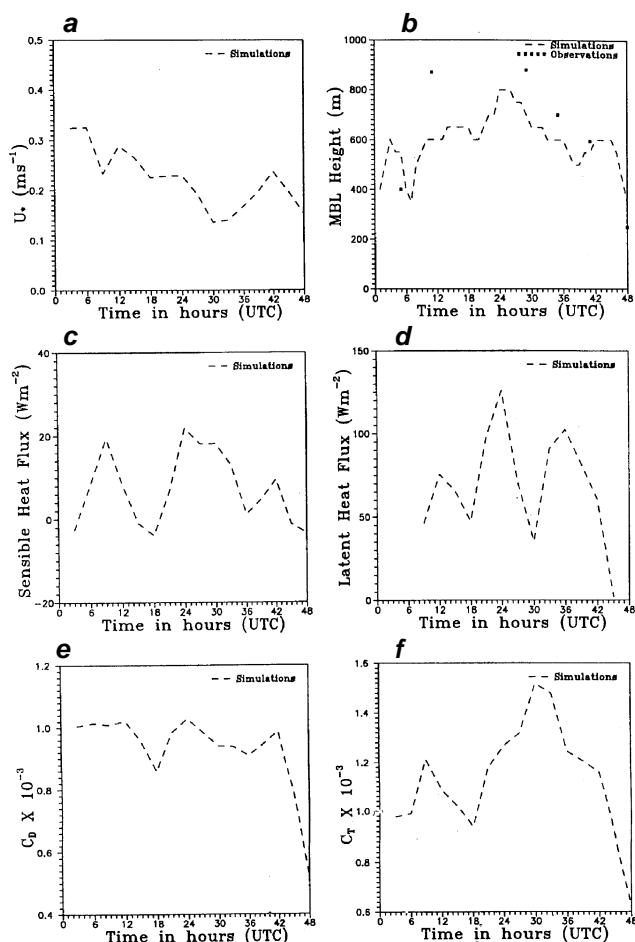 a
0.5
0.4
0.3
0.2
0.1
0.0
U* (ms⁻¹)
Simulations
0 6 12 18 24 30 36 42 48
Time in hours (UTC)
b
1000
800
600
400
200
0
MBL Height (m)
Simulations
Observations
0 6 12 18 24 30 36 42 48
Time in hours (UTC)
c
40
20
0
-20
Sensible Heat Flux (Wm⁻²)
Simulations
0 6 12 18 24 30 36 42 48
Time in hours (UTC)
d
150
100
50
0
Latent Heat Flux (Wm⁻²)
Simulations
0 6 12 18 24 30 36 42 48
Time in hours (UTC)
e
1.2
1.0
0.8
0.6
0.4
C_D X 10⁻³
Simulations
0 6 12 18 24 30 36 42 48
Time in hours (UTC)
f
1.5
1.4
1.2
1.0
0.8
0.6
C_T X 10⁻³
Simulations
0 6 12 18 24 30 36 42 48
Time in hours (UTC)